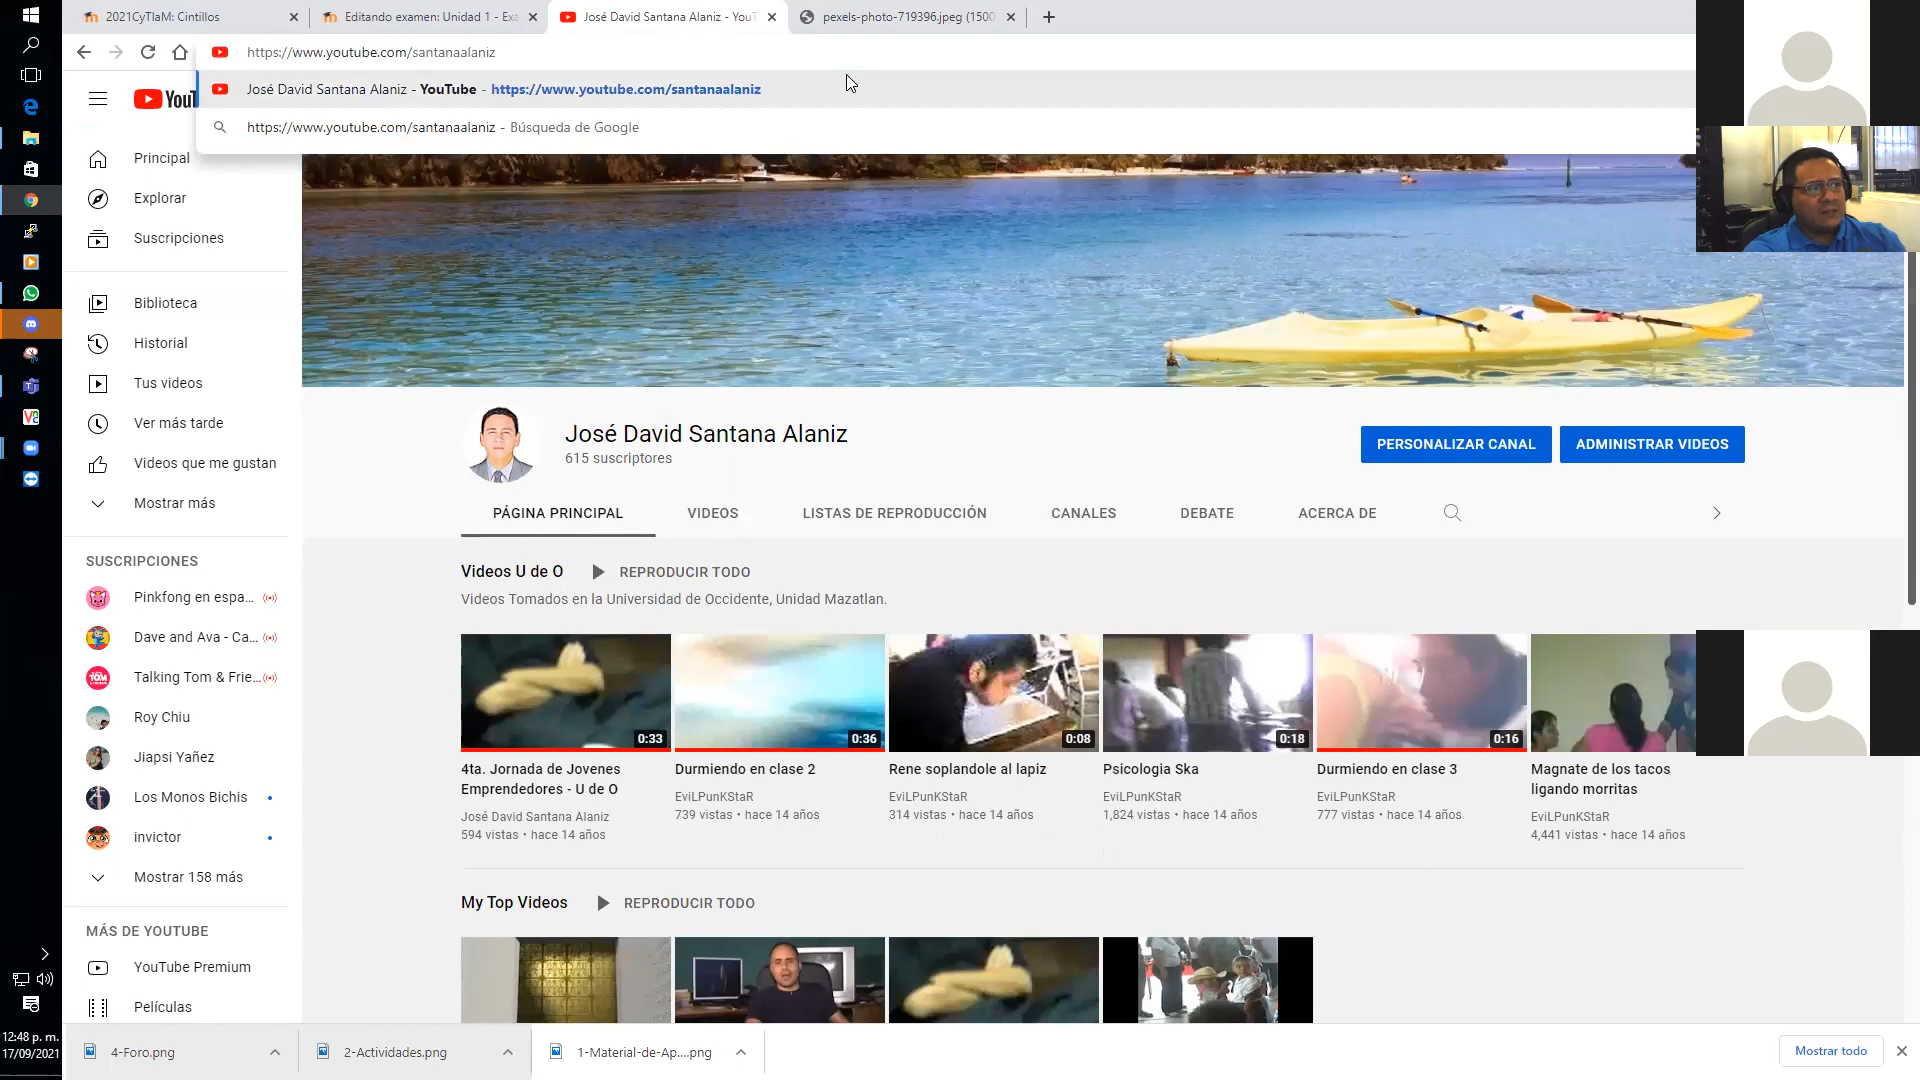 2021CyTIaM: Cintillos
Editando examen: Unidad 1 - Exa
José David Santana Alaniz - YouT
pexels-photo-719396.jpeg (1500
https://www.youtube.com/santanaalaniz
José David Santana Alaniz - YouTube - https://www.youtube.com/santanaalaniz
https://www.youtube.com/santanaalaniz - Búsqueda de Google
Principal
Explorar
Suscripciones
Biblioteca
Historial
Tus videos
Ver más tarde
Videos que me gustan
Mostrar más
SUSCRIPCIONES
Pinkfong en espa...
Dave and Ava - Ca...
Talking Tom & Frie...
Roy Chiu
Jiapsi Yañez
Los Monos Bichis
invictor
Mostrar 158 más
MÁS DE YOUTUBE
YouTube Premium
Películas
José David Santana Alaniz
615 suscriptores
PERSONALIZAR CANAL
ADMINISTRAR VIDEOS
PÁGINA PRINCIPAL
VIDEOS
LISTAS DE REPRODUCCIÓN
CANALES
DEBATE
ACERCA DE
Videos U de O
REPRODUCIR TODO
Videos Tomados en la Universidad de Occidente, Unidad Mazatlan.
0:33
4ta. Jornada de Jovenes
Emprendedores - U de O
José David Santana Alaniz
594 vistas • hace 14 años
0:36
Durmiendo en clase 2
EviLPunKStaR
739 vistas • hace 14 años
0:08
Rene soplandole al lapiz
EviLPunKStaR
314 vistas • hace 14 años
0:18
Psicologia Ska
EviLPunKStaR
1,824 vistas • hace 14 años
0:16
Durmiendo en clase 3
EviLPunKStaR
777 vistas • hace 14 años
Magnate de los tacos
ligando morritas
EviLPunKStaR
4,441 vistas • hace 14 años
My Top Videos
REPRODUCIR TODO
12:48 p. m.
17/09/2021
4-Foro.png
2-Actividades.png
1-Material-de-Ap....png
Mostrar todo